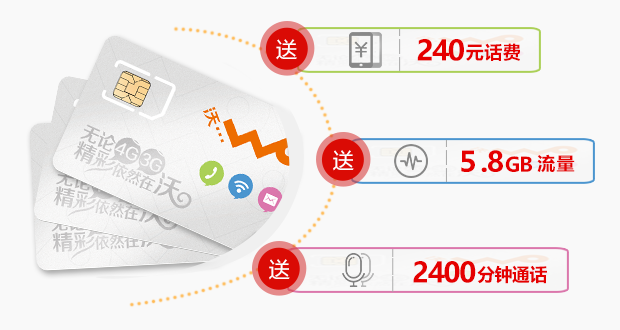 送 240元话费
送 5.8GB 流量
送 2400分钟通话
沃...
无论4G 3G
精彩依然在沃
无论
精彩依然在沃
无论
精彩依然在沃